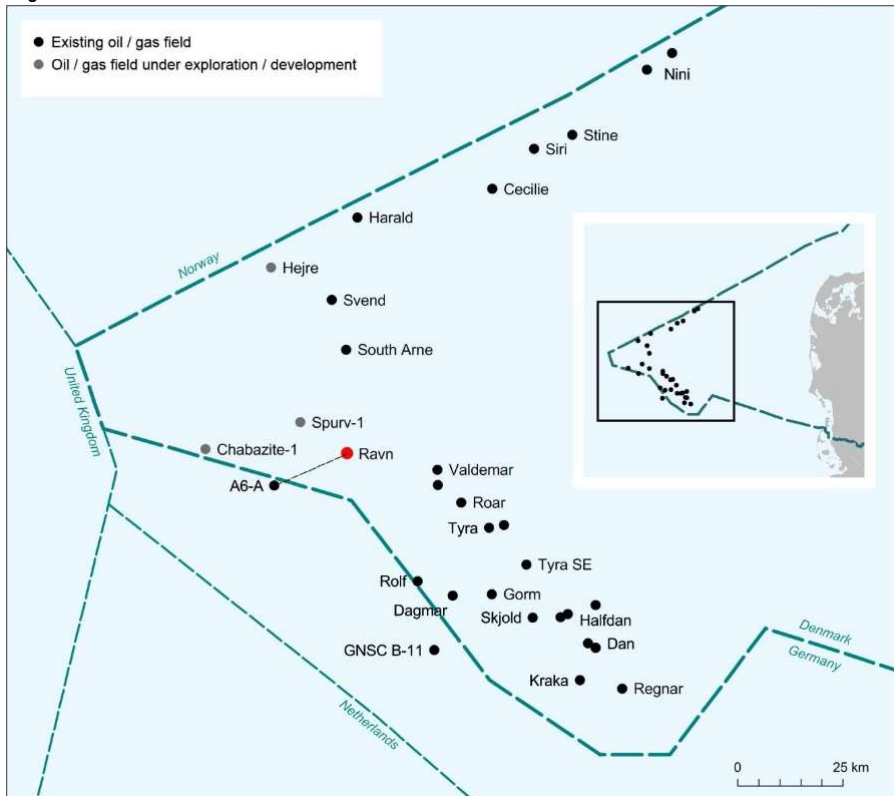 Existing oil / gas field
Oil / gas field under exploration / development
Nini
Stine
Siri
Cecilie
Harald
Norway
Hejre
Svend
South Arne
United Kingdom
Spurv-1
Chabazite-1
Ravn
A6-A
Valdemar
Roar
Tyra
Tyra SE
Rolf
Gorm
Dagmar
Skjold
Halfdan
Dan
GNSC B-11
Kraka
Regnar
Denmark
Germany
Netherlands
0 25 km